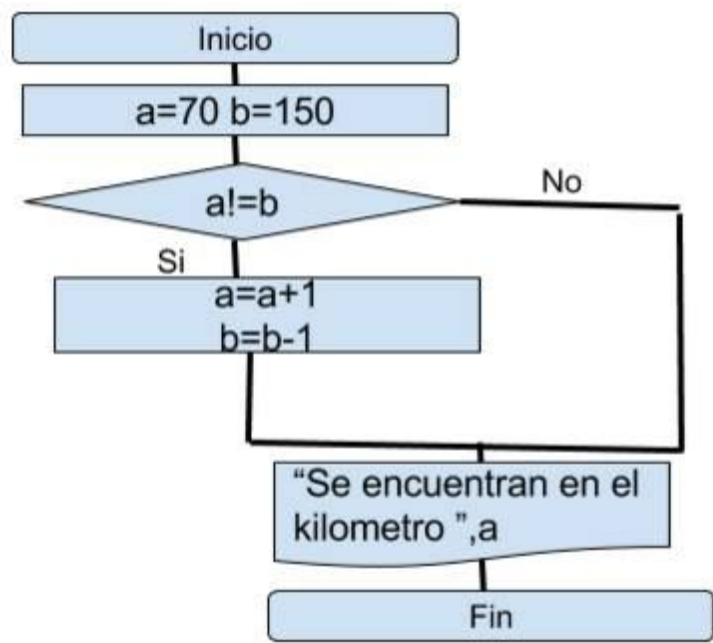 Inicio
a=70 b=150
a!=b
No
Si
a=a+1
b=b-1
“Se encuentran en el
kilometro ”,a
Fin